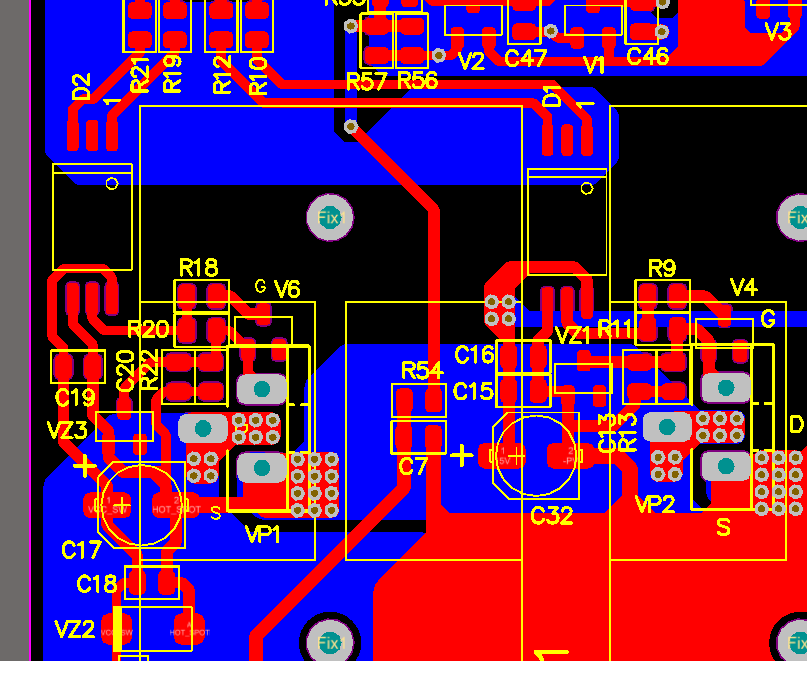 R57
R56
V2
C47
V1
C46
V3
D2
1
R21
R19
R12
R10
D1
1
Fix1
Fix1
R18
G
V6
R9
V4
G
R20
VZ1
R11
C16
C20
R22
C19
R54
C15
VZ3
C13
R13
D
+
C7
+
VP2
S
S
VP1
C32
C17
C18
VZ2
VCC_SW
HOT_SPOT
Fix1
1